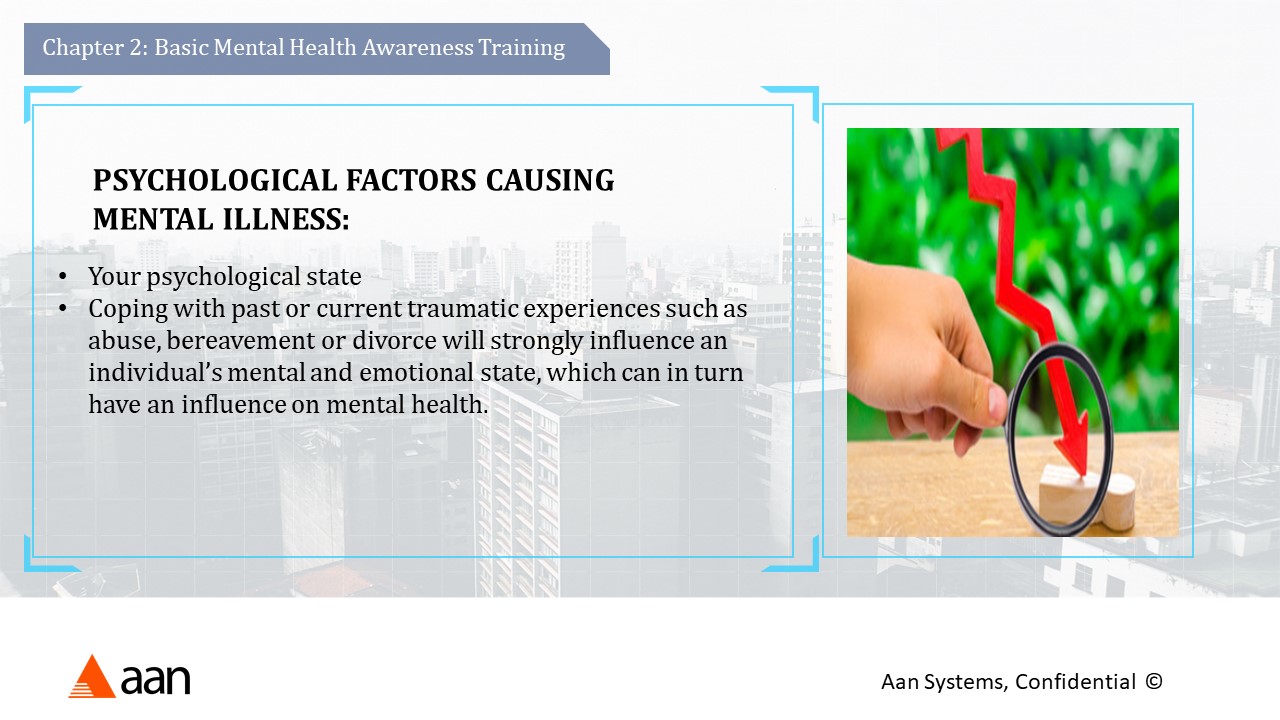 Chapter 2: Basic Mental Health Awareness Training
PSYCHOLOGICAL FACTORS CAUSING
MENTAL ILLNESS:
• Your psychological state
• Coping with past or current traumatic experiences such as
abuse, bereavement or divorce will strongly influence an
individual’s mental and emotional state, which can in turn
have an influence on mental health.
aan
Aan Systems, Confidential ©